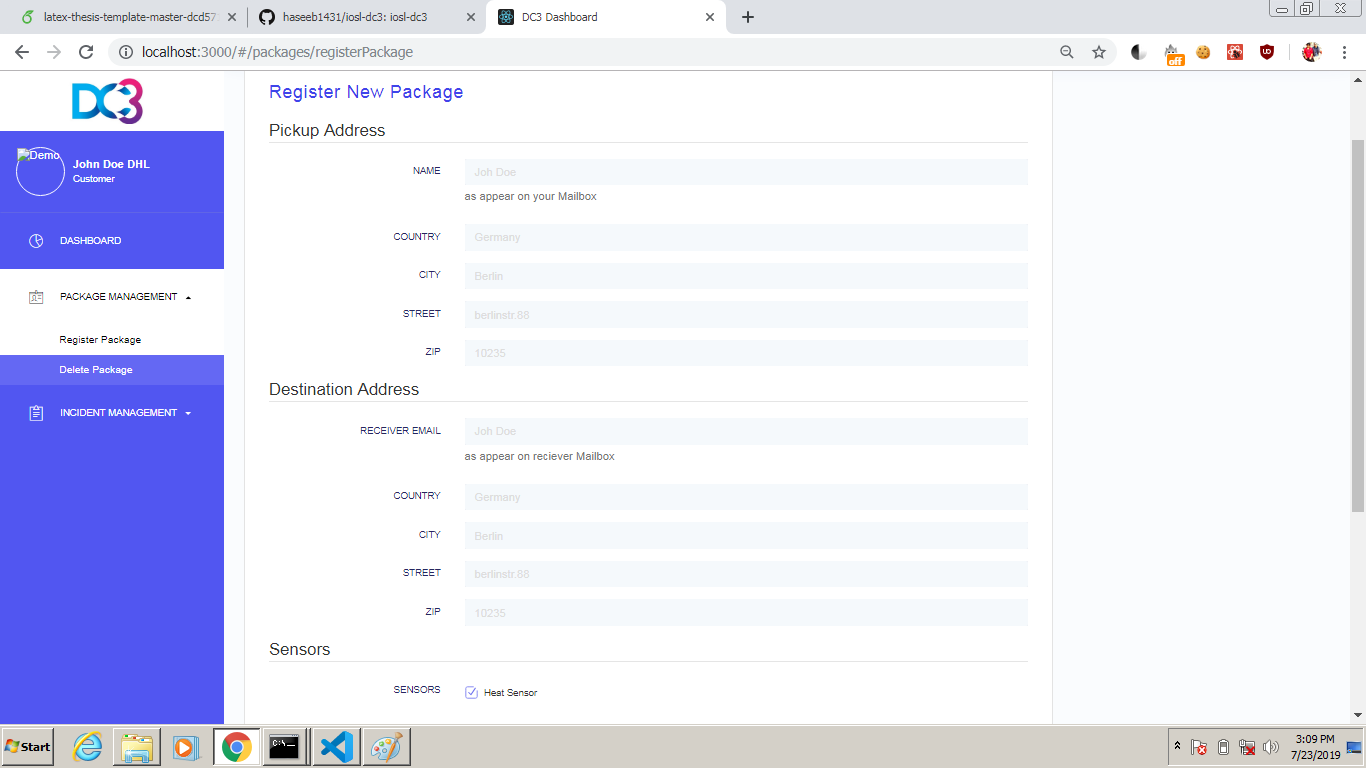 latex-thesis-template-master-dcd57
haseeb1431/iosl-dc3: iosl-dc3
DC3 Dashboard
localhost:3000/#/packages/registerPackage
off
DC3
Demo
John Doe DHL
Customer
DASHBOARD
PACKAGE MANAGEMENT
Register Package
Delete Package
INCIDENT MANAGEMENT
Register New Package
Pickup Address
NAME
Joh Doe
as appear on your Mailbox
COUNTRY
Germany
CITY
Berlin
STREET
berlinstr.88
ZIP
10235
Destination Address
RECEIVER EMAIL
Joh Doe
as appear on reciever Mailbox
COUNTRY
Germany
CITY
Berlin
STREET
berlinstr.88
ZIP
10235
Sensors
SENSORS
Heat Sensor
Start
C:\.
3:09 PM
7/23/2019